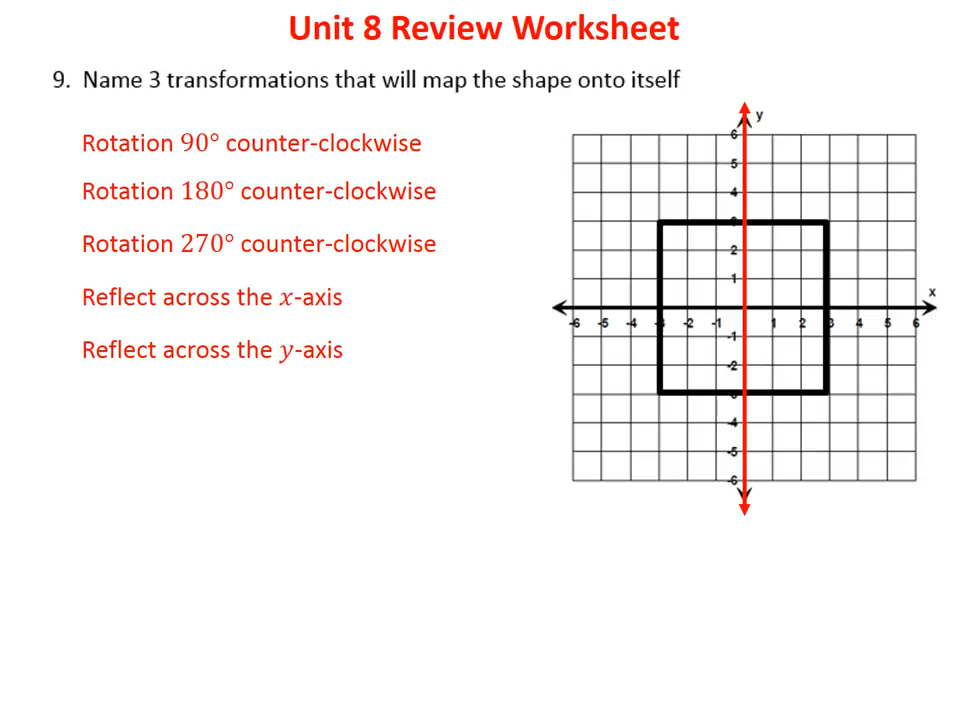 Unit 8 Review Worksheet
9. Name 3 transformations that will map the shape onto itself
Rotation 90° counter-clockwise
Rotation 180° counter-clockwise
Rotation 270° counter-clockwise
Reflect across the x-axis
Reflect across the y-axis
y
6
5
4
3
2
1
x
-6 -5 -4 -3 -2 -1 1 2 3 4 5 6
-1
-2
-3
-4
-5
-6